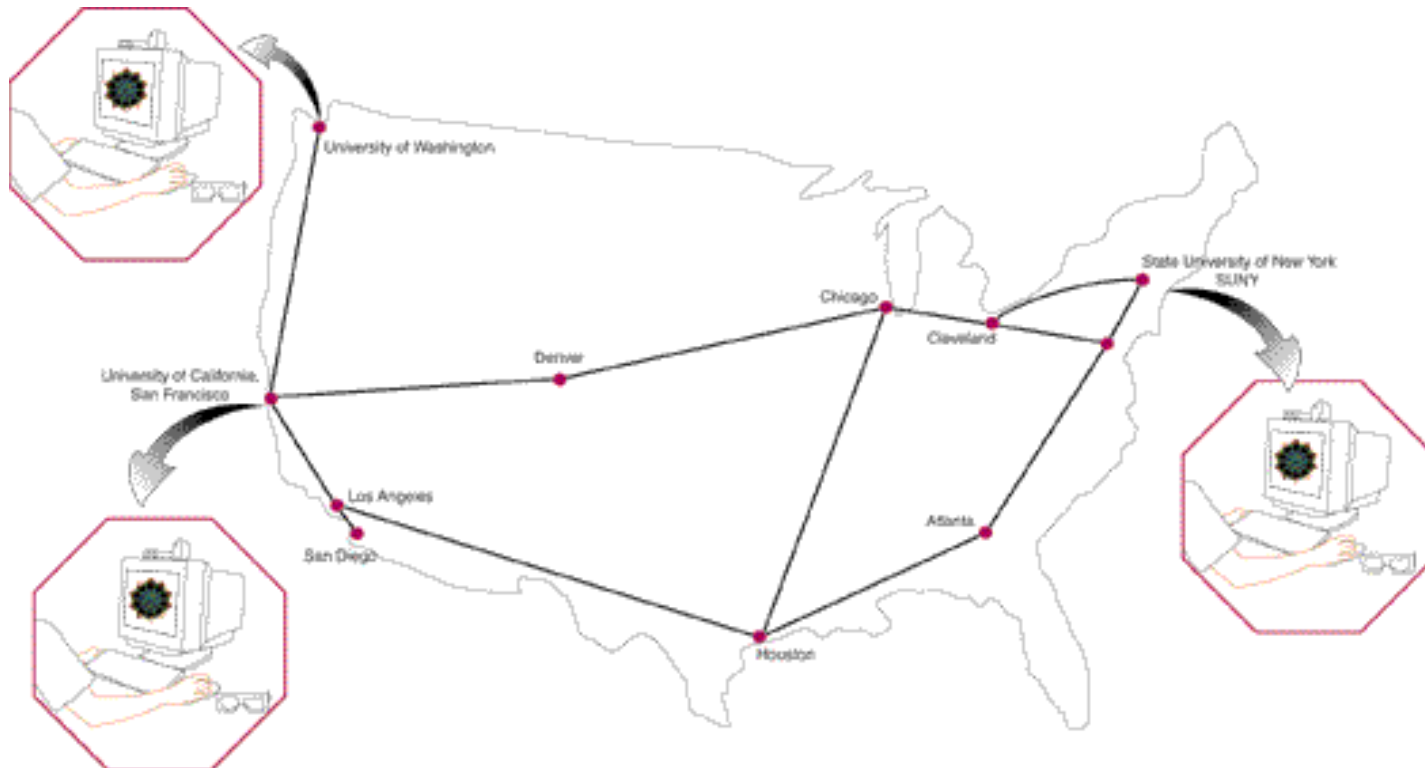 University of Washington
State University of New York
SUNY
Chicago
Cleveland
Denver
University of California,
San Francisco
Los Angeles
San Diego
Atlanta
Houston